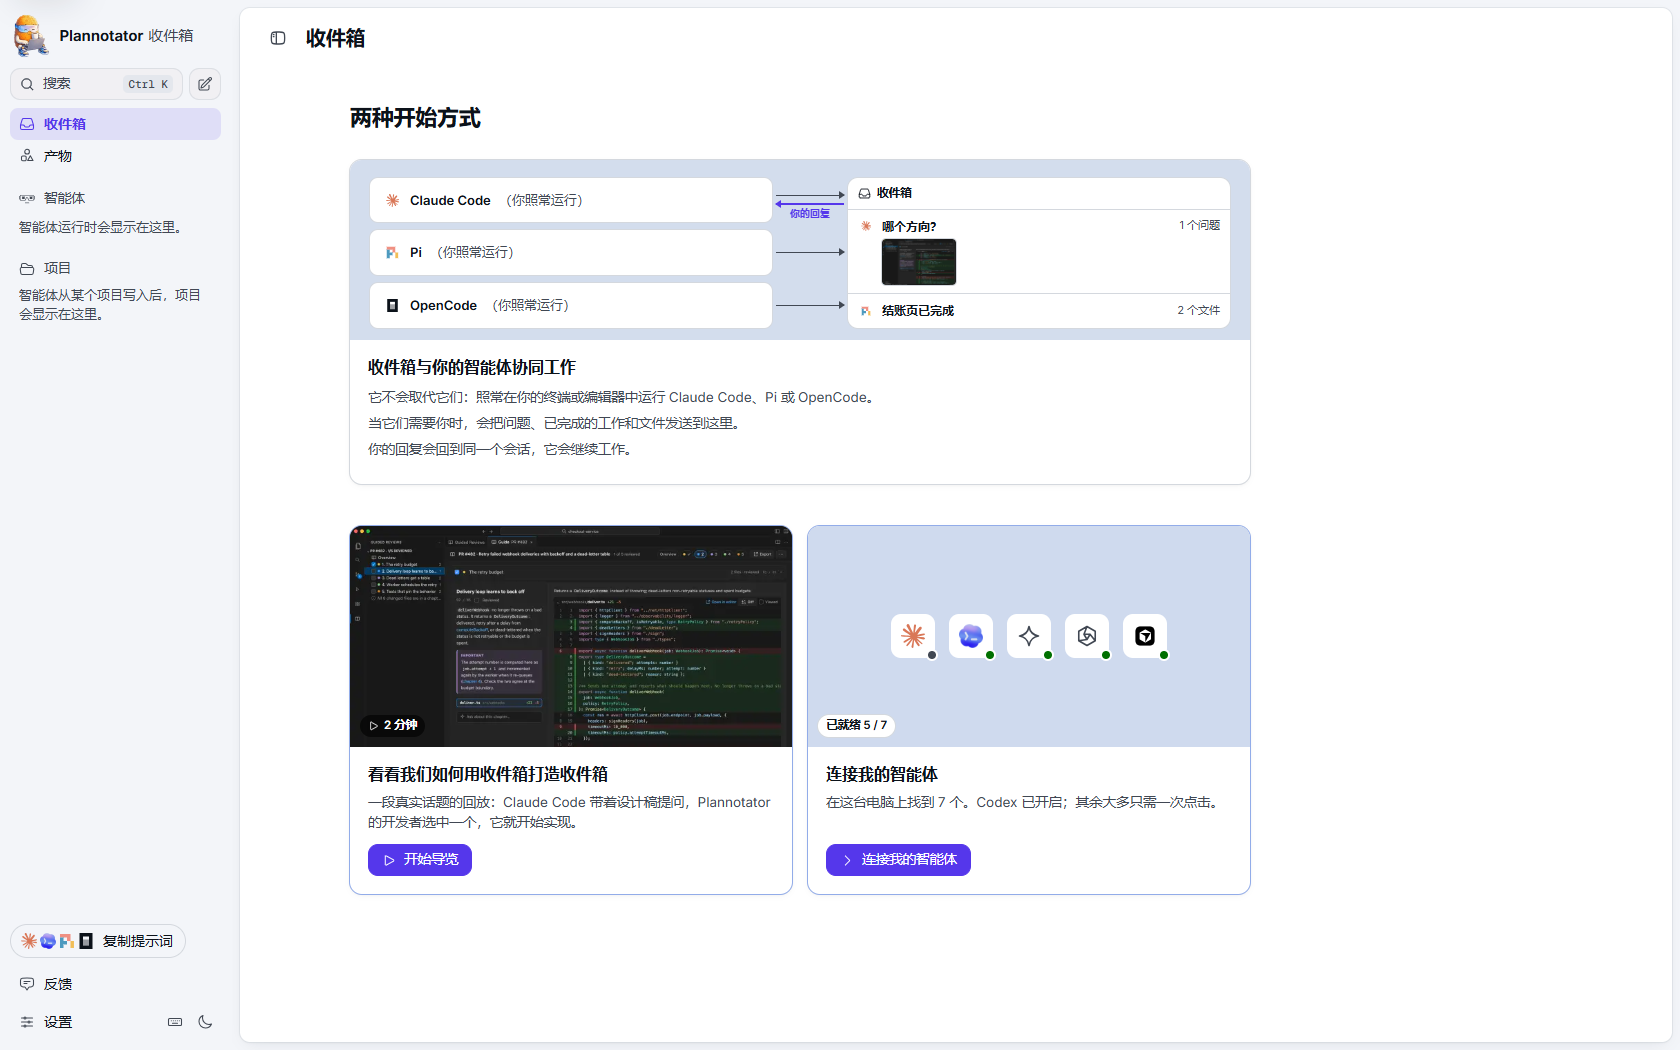 Plannotator 收件箱
搜索 Ctrl K
收件箱
产物
智能体
智能体运行时会显示在这里。
项目
智能体从某个项目写入后，项目
会显示在这里。
复制提示词
反馈
设置
收件箱
两种开始方式
Claude Code （你照常运行）
Pi （你照常运行）
OpenCode （你照常运行）
你的回复
收件箱
哪个方向？ 1 个问题
结账页已完成 2 个文件
收件箱与你的智能体协同工作
它不会取代它们：照常在你的终端或编辑器中运行 Claude Code、Pi 或 OpenCode。
当它们需要你时，会把问题、已完成的工作和文件发送到这里。
你的回复会回到同一个会话，它会继续工作。
The retry budget
Delivery loop learns to back off
IMPORTANT
2 分钟
看看我们如何用收件箱打造收件箱
一段真实话题的回放：Claude Code 带着设计稿提问，Plannotator
的开发者选中一个，它就开始实现。
开始导览
已就绪 5 / 7
连接我的智能体
在这台电脑上找到 7 个。Codex 已开启；其余大多只需一次点击。
连接我的智能体